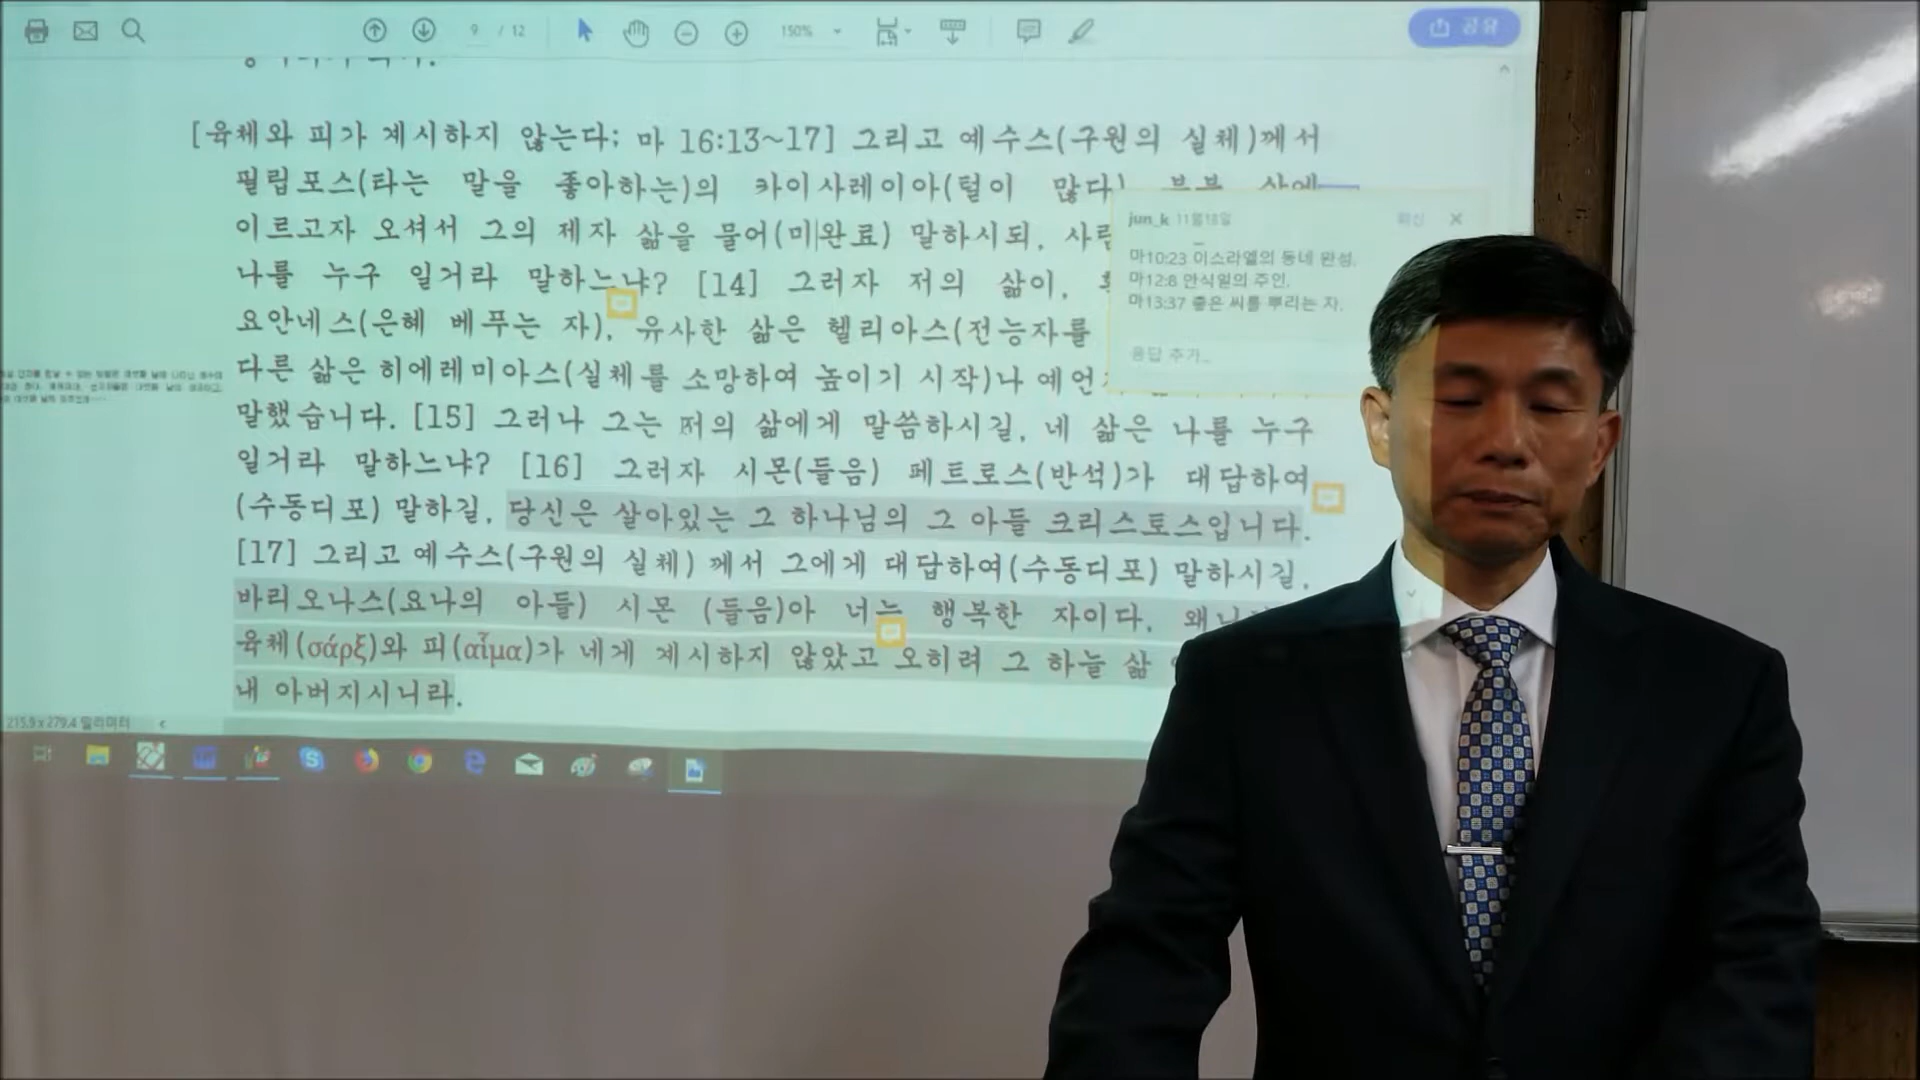 9 / 12
150%
공유
[육체와 피가 계시하지 않는다; 마 16:13~17] 그리고 예수스(구원의 실체)께서
필립포스(타는 말을 좋아하는)의 카이사레이아(털이 많다)
이르고자 오셔서 그의 제자 삶을 물어(미완료) 말하시되,
나를 누구 일거라 말하느냐? [14] 그러자 저의 삶이,
요안네스(은혜 베푸는 자), 유사한 삶은 헬리아스(전능자를
다른 삶은 히에레미아스(실체를 소망하여 높이기 시작)나
말했습니다. [15] 그러나 그는 저의 삶에게 말씀하시길, 네 삶은 나를 누구
일거라 말하느냐? [16] 그러자 시몬(들음) 페트로스(반석)가 대답하여
(수동디포) 말하길, 당신은 살아있는 그 하나님의 그 아들 크리스토스입니다.
[17] 그리고 예수스(구원의 실체) 께서 그에게 대답하여(수동디포) 말하시길,
바리오나스(요나의 아들) 시몬 (들음)아 너는 행복한 자이다.
육체(σάρξ)와 피(αἷμα)가 네게 계시하지 않았고 오히려 그 하늘 삶
내 아버지시니라.
jun_k 11월18일
마10:23 이스라엘의 동네 완성,
마12:8 안식일의 주인,
마13:37 좋은 씨를 뿌리는 자.
응답 추가...
215.9 x 279.4 밀리미터